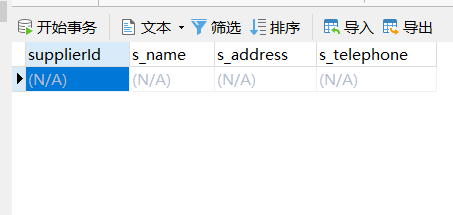 开始事务 文本 筛选 排序 导入 导出
supplierId s_name s_address s_telephone
(N/A) (N/A) (N/A) (N/A)